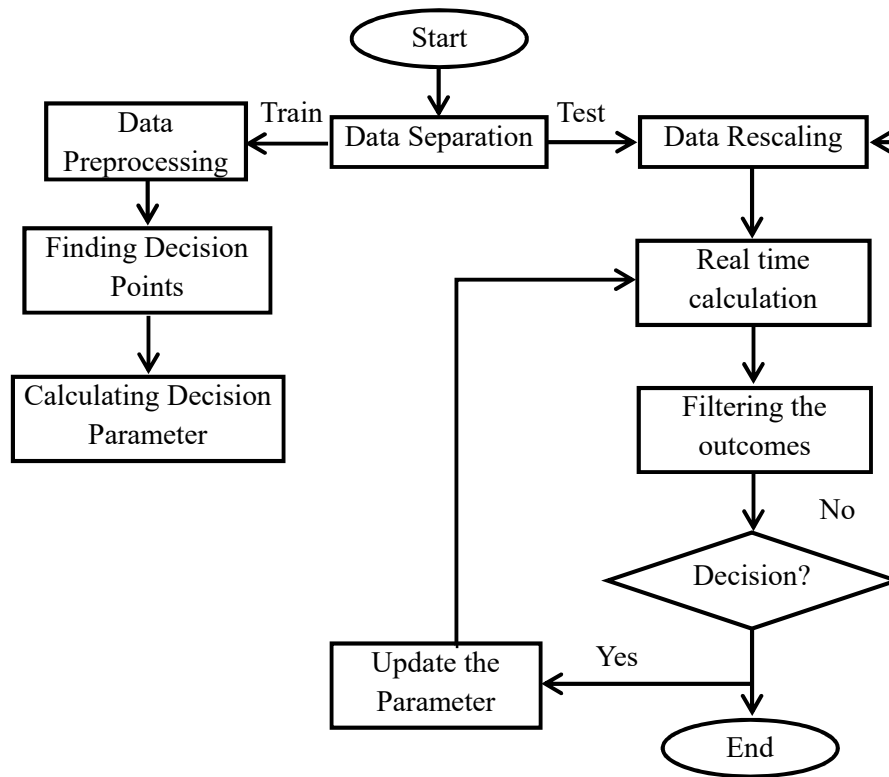 Start
Train
Test
Data
Preprocessing
Data Separation
Data Rescaling
Finding Decision
Points
Real time
calculation
Calculating Decision
Parameter
Filtering the
outcomes
No
Decision?
Update the
Parameter
Yes
End